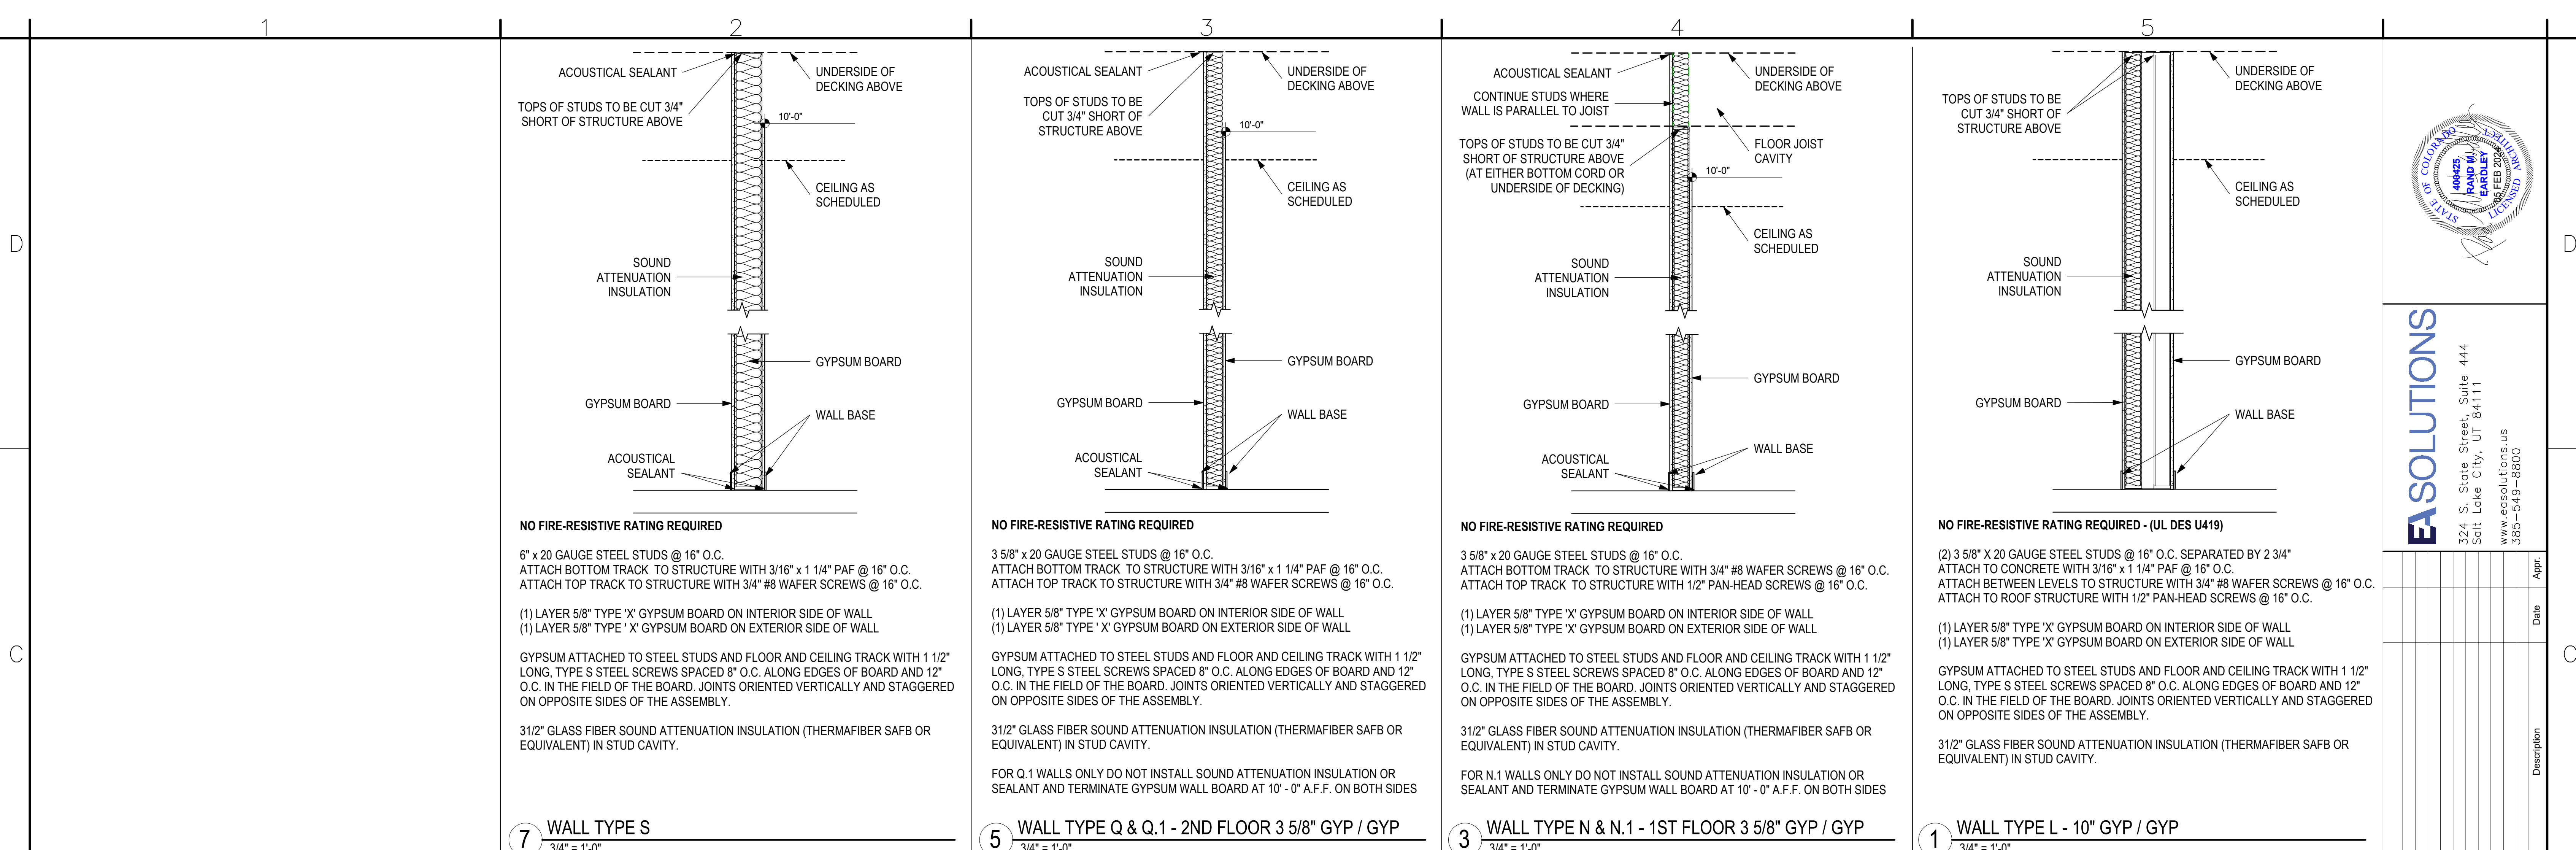 1
2
3
4
5
D
C
D
C
ACOUSTICAL SEALANT
TOPS OF STUDS TO BE CUT 3/4"
SHORT OF STRUCTURE ABOVE
UNDERSIDE OF
DECKING ABOVE
10'-0"
CEILING AS
SCHEDULED
SOUND
ATTENUATION
INSULATION
GYPSUM BOARD
GYPSUM BOARD
WALL BASE
ACOUSTICAL
SEALANT
NO FIRE-RESISTIVE RATING REQUIRED
6" x 20 GAUGE STEEL STUDS @ 16" O.C.
ATTACH BOTTOM TRACK  TO STRUCTURE WITH 3/16" x 1 1/4" PAF @ 16" O.C.
ATTACH TOP TRACK TO STRUCTURE WITH 3/4" #8 WAFER SCREWS @ 16" O.C.
(1) LAYER 5/8" TYPE 'X' GYPSUM BOARD ON INTERIOR SIDE OF WALL
(1) LAYER 5/8" TYPE ' X' GYPSUM BOARD ON EXTERIOR SIDE OF WALL
GYPSUM ATTACHED TO STEEL STUDS AND FLOOR AND CEILING TRACK WITH 1 1/2"
LONG, TYPE S STEEL SCREWS SPACED 8" O.C. ALONG EDGES OF BOARD AND 12"
O.C. IN THE FIELD OF THE BOARD. JOINTS ORIENTED VERTICALLY AND STAGGERED
ON OPPOSITE SIDES OF THE ASSEMBLY.
31/2" GLASS FIBER SOUND ATTENUATION INSULATION (THERMAFIBER SAFB OR
EQUIVALENT) IN STUD CAVITY.
7 WALL TYPE S
3/4" = 1'-0"
ACOUSTICAL SEALANT
TOPS OF STUDS TO BE
CUT 3/4" SHORT OF
STRUCTURE ABOVE
UNDERSIDE OF
DECKING ABOVE
10'-0"
CEILING AS
SCHEDULED
SOUND
ATTENUATION
INSULATION
GYPSUM BOARD
GYPSUM BOARD
WALL BASE
ACOUSTICAL
SEALANT
NO FIRE-RESISTIVE RATING REQUIRED
3 5/8" x 20 GAUGE STEEL STUDS @ 16" O.C.
ATTACH BOTTOM TRACK  TO STRUCTURE WITH 3/16" x 1 1/4" PAF @ 16" O.C.
ATTACH TOP TRACK TO STRUCTURE WITH 3/4" #8 WAFER SCREWS @ 16" O.C.
(1) LAYER 5/8" TYPE 'X' GYPSUM BOARD ON INTERIOR SIDE OF WALL
(1) LAYER 5/8" TYPE ' X' GYPSUM BOARD ON EXTERIOR SIDE OF WALL
GYPSUM ATTACHED TO STEEL STUDS AND FLOOR AND CEILING TRACK WITH 1 1/2"
LONG, TYPE S STEEL SCREWS SPACED 8" O.C. ALONG EDGES OF BOARD AND 12"
O.C. IN THE FIELD OF THE BOARD. JOINTS ORIENTED VERTICALLY AND STAGGERED
ON OPPOSITE SIDES OF THE ASSEMBLY.
31/2" GLASS FIBER SOUND ATTENUATION INSULATION (THERMAFIBER SAFB OR
EQUIVALENT) IN STUD CAVITY.
FOR Q.1 WALLS ONLY DO NOT INSTALL SOUND ATTENUATION INSULATION OR
SEALANT AND TERMINATE GYPSUM WALL BOARD AT 10' - 0" A.F.F. ON BOTH SIDES
5 WALL TYPE Q & Q.1 - 2ND FLOOR 3 5/8" GYP / GYP
3/4" = 1'-0"
ACOUSTICAL SEALANT
CONTINUE STUDS WHERE
WALL IS PARALLEL TO JOIST
TOPS OF STUDS TO BE CUT 3/4"
SHORT OF STRUCTURE ABOVE
(AT EITHER BOTTOM CORD OR
UNDERSIDE OF DECKING)
UNDERSIDE OF
DECKING ABOVE
FLOOR JOIST
CAVITY
10'-0"
CEILING AS
SCHEDULED
SOUND
ATTENUATION
INSULATION
GYPSUM BOARD
GYPSUM BOARD
WALL BASE
ACOUSTICAL
SEALANT
NO FIRE-RESISTIVE RATING REQUIRED
3 5/8" x 20 GAUGE STEEL STUDS @ 16" O.C.
ATTACH BOTTOM TRACK  TO STRUCTURE WITH 3/4" #8 WAFER SCREWS @ 16" O.C.
ATTACH TOP TRACK  TO STRUCTURE WITH 1/2" PAN-HEAD SCREWS @ 16" O.C.
(1) LAYER 5/8" TYPE 'X' GYPSUM BOARD ON INTERIOR SIDE OF WALL
(1) LAYER 5/8" TYPE 'X' GYPSUM BOARD ON EXTERIOR SIDE OF WALL
GYPSUM ATTACHED TO STEEL STUDS AND FLOOR AND CEILING TRACK WITH 1 1/2"
LONG, TYPE S STEEL SCREWS SPACED 8" O.C. ALONG EDGES OF BOARD AND 12"
O.C. IN THE FIELD OF THE BOARD. JOINTS ORIENTED VERTICALLY AND STAGGERED
ON OPPOSITE SIDES OF THE ASSEMBLY.
31/2" GLASS FIBER SOUND ATTENUATION INSULATION (THERMAFIBER SAFB OR
EQUIVALENT) IN STUD CAVITY.
FOR N.1 WALLS ONLY DO NOT INSTALL SOUND ATTENUATION INSULATION OR
SEALANT AND TERMINATE GYPSUM WALL BOARD AT 10' - 0" A.F.F. ON BOTH SIDES
3 WALL TYPE N & N.1 - 1ST FLOOR 3 5/8" GYP / GYP
3/4" = 1'-0"
TOPS OF STUDS TO BE
CUT 3/4" SHORT OF
STRUCTURE ABOVE
UNDERSIDE OF
DECKING ABOVE
CEILING AS
SCHEDULED
SOUND
ATTENUATION
INSULATION
GYPSUM BOARD
GYPSUM BOARD
WALL BASE
NO FIRE-RESISTIVE RATING REQUIRED - (UL DES U419)
(2) 3 5/8" X 20 GAUGE STEEL STUDS @ 16" O.C. SEPARATED BY 2 3/4"
ATTACH TO CONCRETE WITH 3/16" x 1 1/4" PAF @ 16" O.C.
ATTACH BETWEEN LEVELS TO STRUCTURE WITH 3/4" #8 WAFER SCREWS @ 16" O.C.
ATTACH TO ROOF STRUCTURE WITH 1/2" PAN-HEAD SCREWS @ 16" O.C.
(1) LAYER 5/8" TYPE 'X' GYPSUM BOARD ON INTERIOR SIDE OF WALL
(1) LAYER 5/8" TYPE 'X' GYPSUM BOARD ON EXTERIOR SIDE OF WALL
GYPSUM ATTACHED TO STEEL STUDS AND FLOOR AND CEILING TRACK WITH 1 1/2"
LONG, TYPE S STEEL SCREWS SPACED 8" O.C. ALONG EDGES OF BOARD AND 12"
O.C. IN THE FIELD OF THE BOARD. JOINTS ORIENTED VERTICALLY AND STAGGERED
ON OPPOSITE SIDES OF THE ASSEMBLY.
31/2" GLASS FIBER SOUND ATTENUATION INSULATION (THERMAFIBER SAFB OR
EQUIVALENT) IN STUD CAVITY.
1 WALL TYPE L - 10" GYP / GYP
3/4" = 1'-0"
STATE OF COLORADO
LICENSED ARCHITECT
400425
RAND M.
EARDLEY
05 FEB
EA SOLUTIONS
324 S. State Street, Suite 444
Salt Lake City, UT 84111
www.easolutions.us
385-549-8800
Appr.
Date
Description